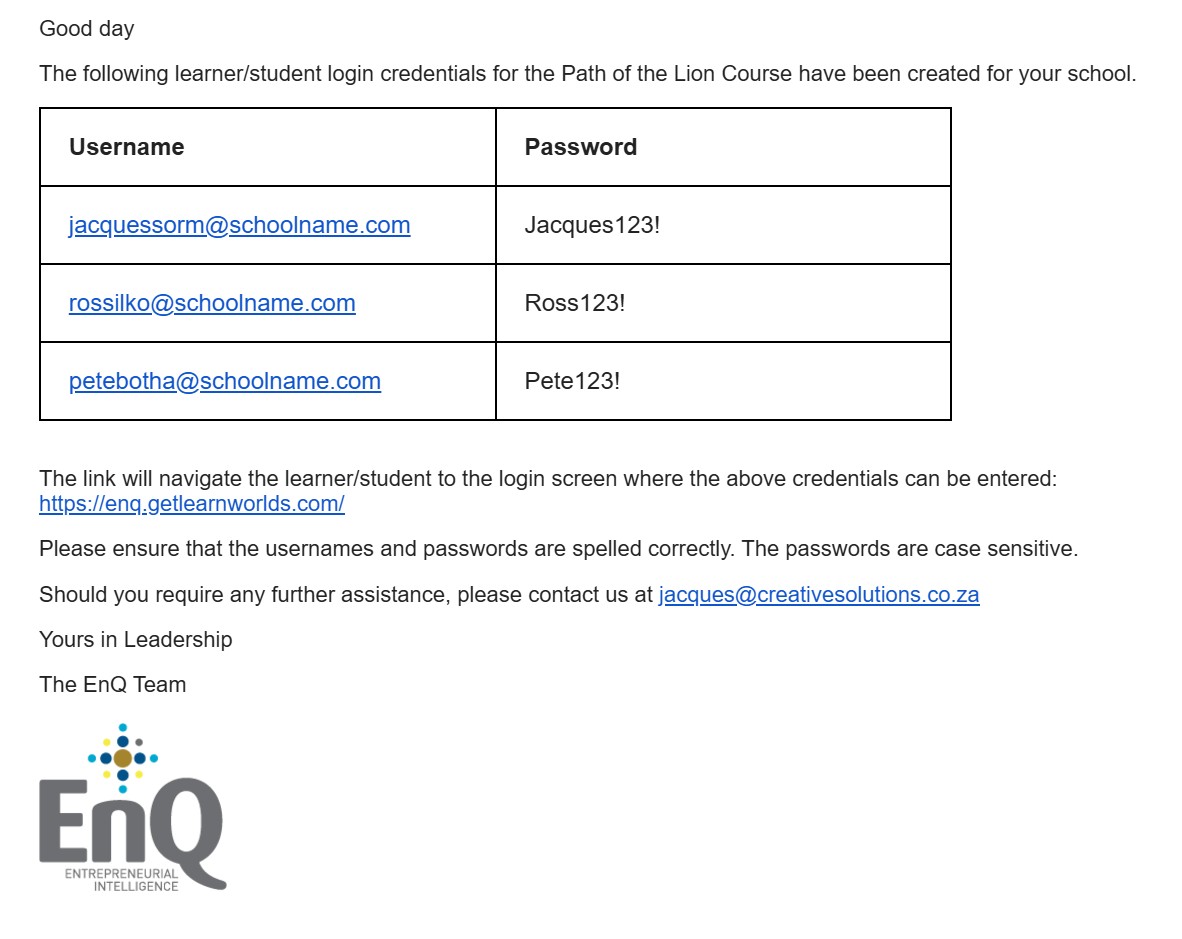 Good day
The following learner/student login credentials for the Path of the Lion Course have been created for your school.
Username Password
jacquessorm@schoolname.com Jacques123!
rossilko@schoolname.com Ross123!
petebotha@schoolname.com Pete123!
The link will navigate the learner/student to the login screen where the above credentials can be entered:
https://enq.getlearnworlds.com/
Please ensure that the usernames and passwords are spelled correctly. The passwords are case sensitive.
Should you require any further assistance, please contact us at jacques@creativesolutions.co.za
Yours in Leadership
The EnQ Team
EnQ
ENTREPRENEURIAL
INTELLIGENCE